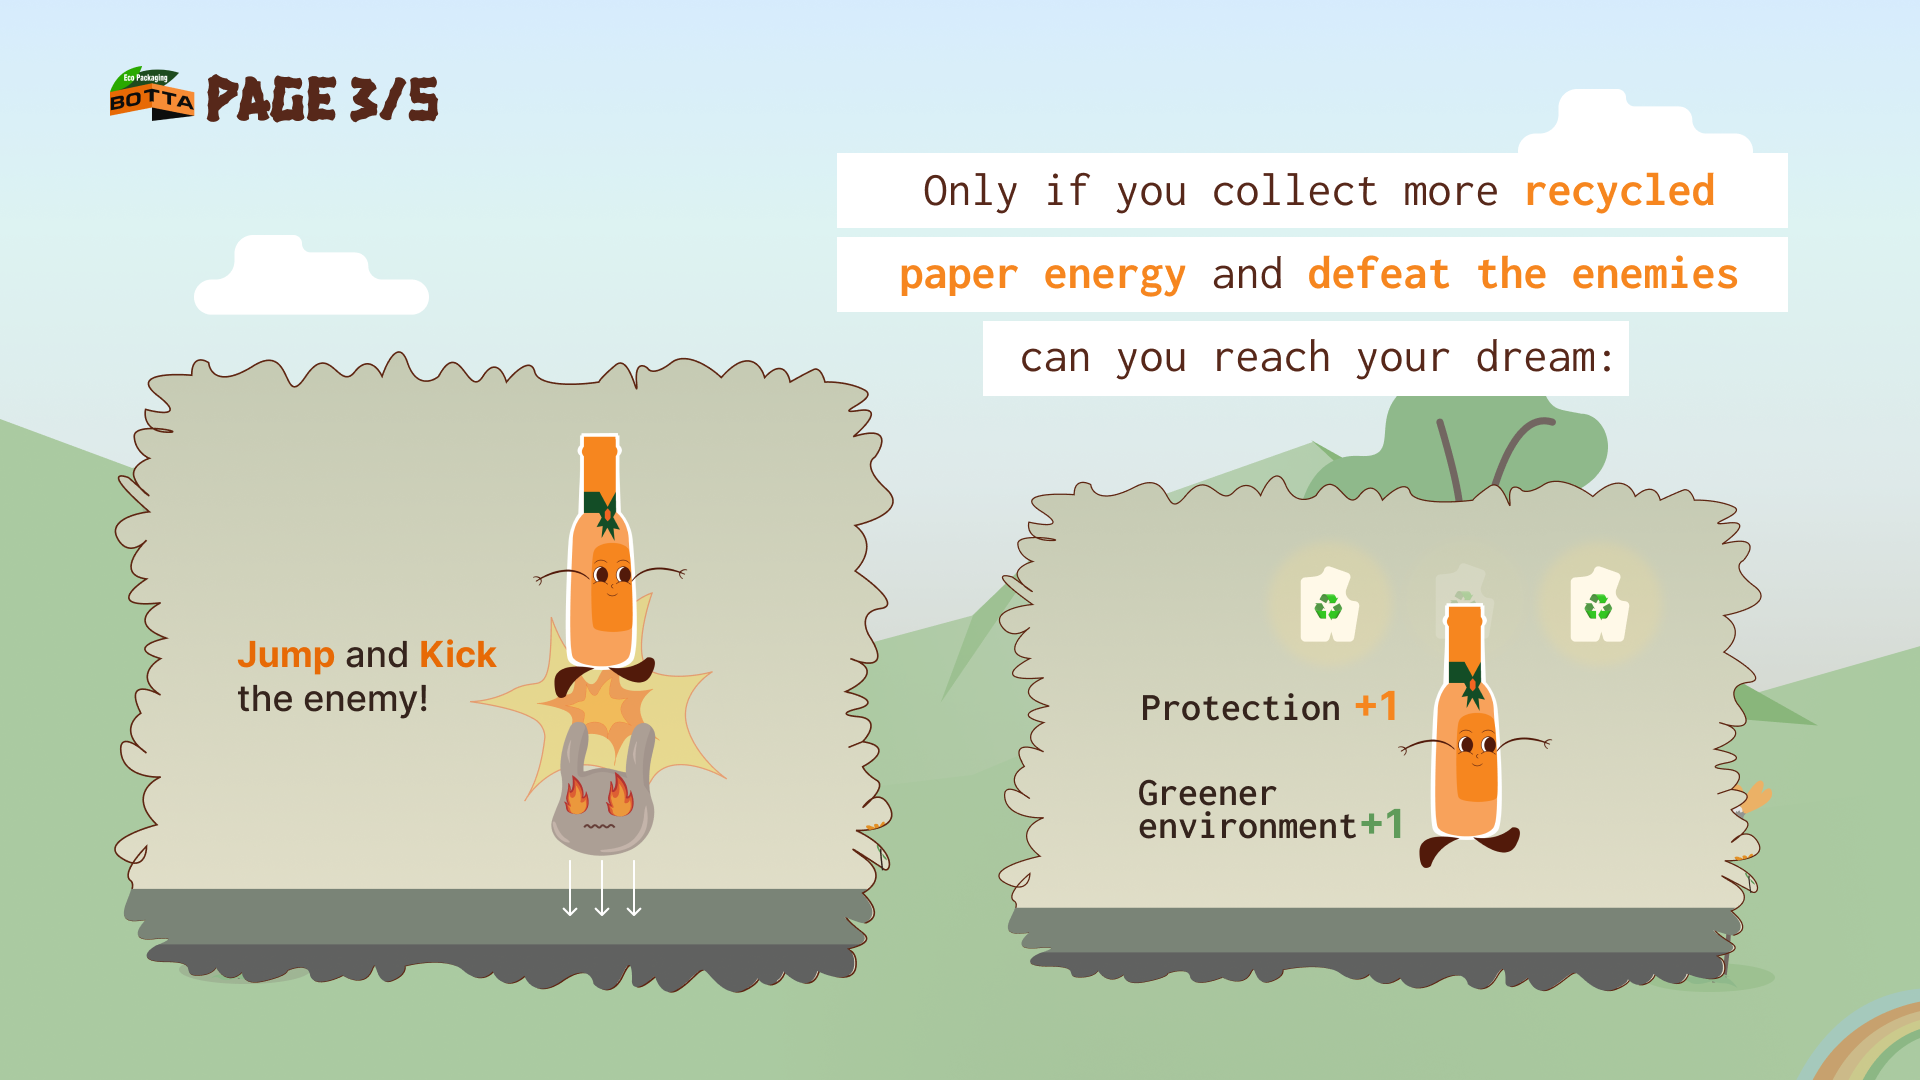 Eco Packaging
BOTTA
PAGE 3/5
Only if you collect more recycled
paper energy and defeat the enemies
can you reach your dream:
Jump and Kick
the enemy!
Protection +1
Greener
environment+1